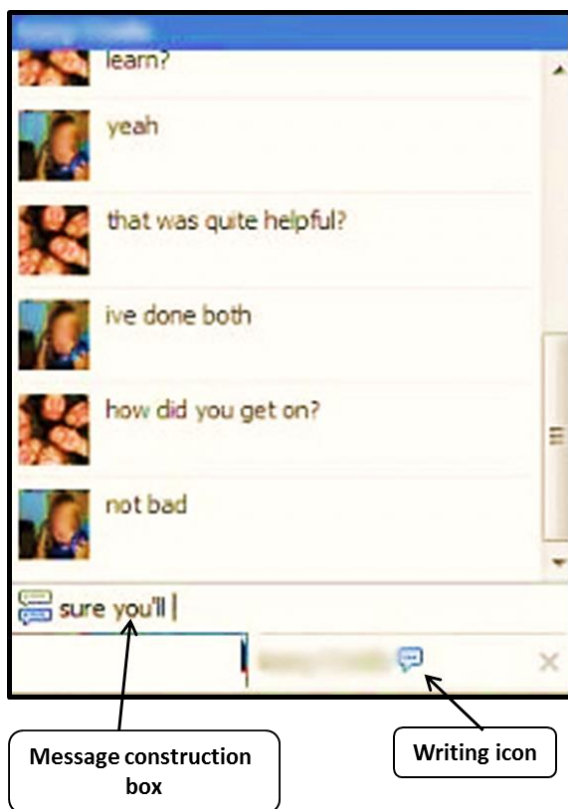 learn?
yeah
that was quite helpful?
ive done both
how did you get on?
not bad
sure you'll
Message construction
box
Writing icon